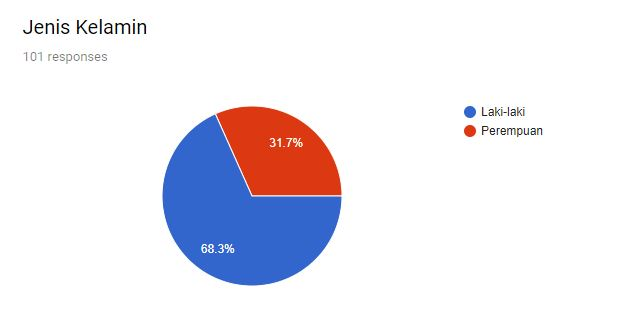 Jenis Kelamin
101 responses
Laki-laki
Perempuan
31.7%
68.3%